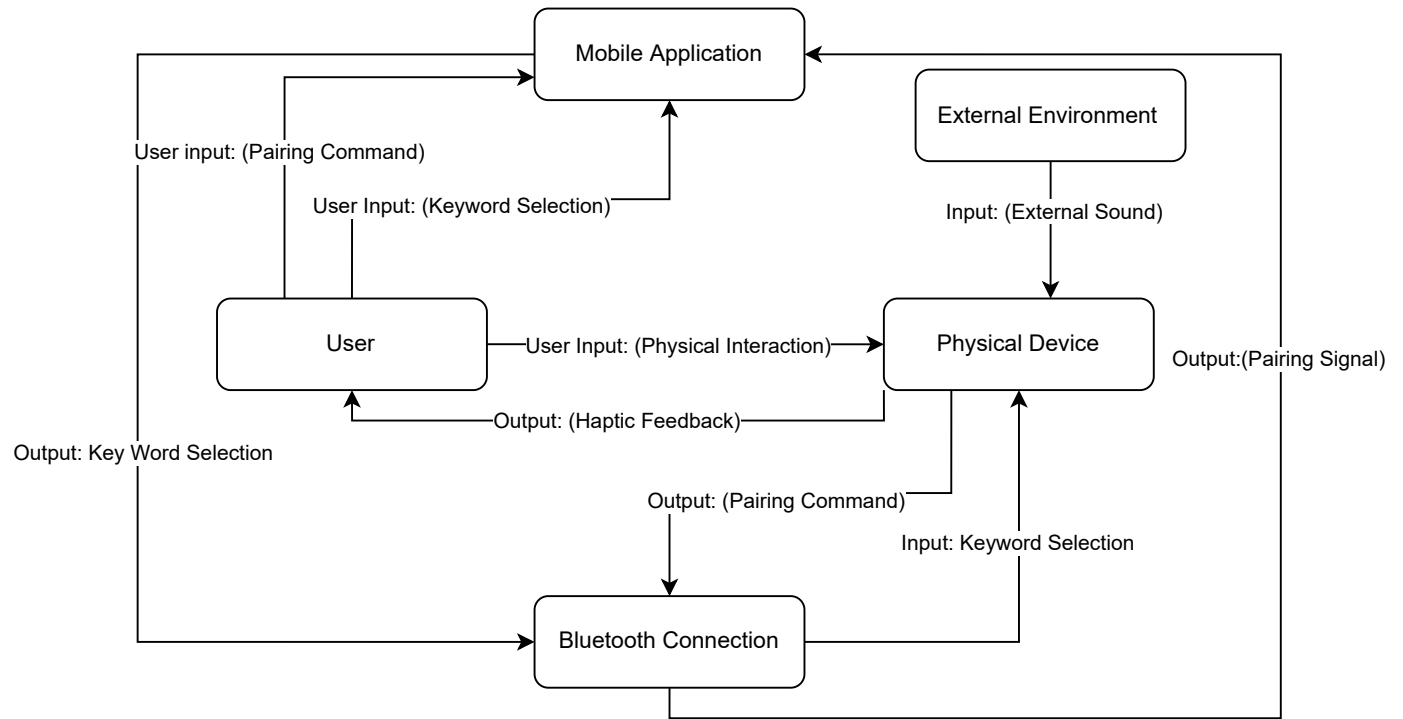 Mobile Application
External Environment
User input: (Pairing Command)
User Input: (Keyword Selection)
Input: (External Sound)
User
User Input: (Physical Interaction)
Physical Device
Output:(Pairing Signal)
Output: (Haptic Feedback)
Output: Key Word Selection
Output: (Pairing Command)
Input: Keyword Selection
Bluetooth Connection